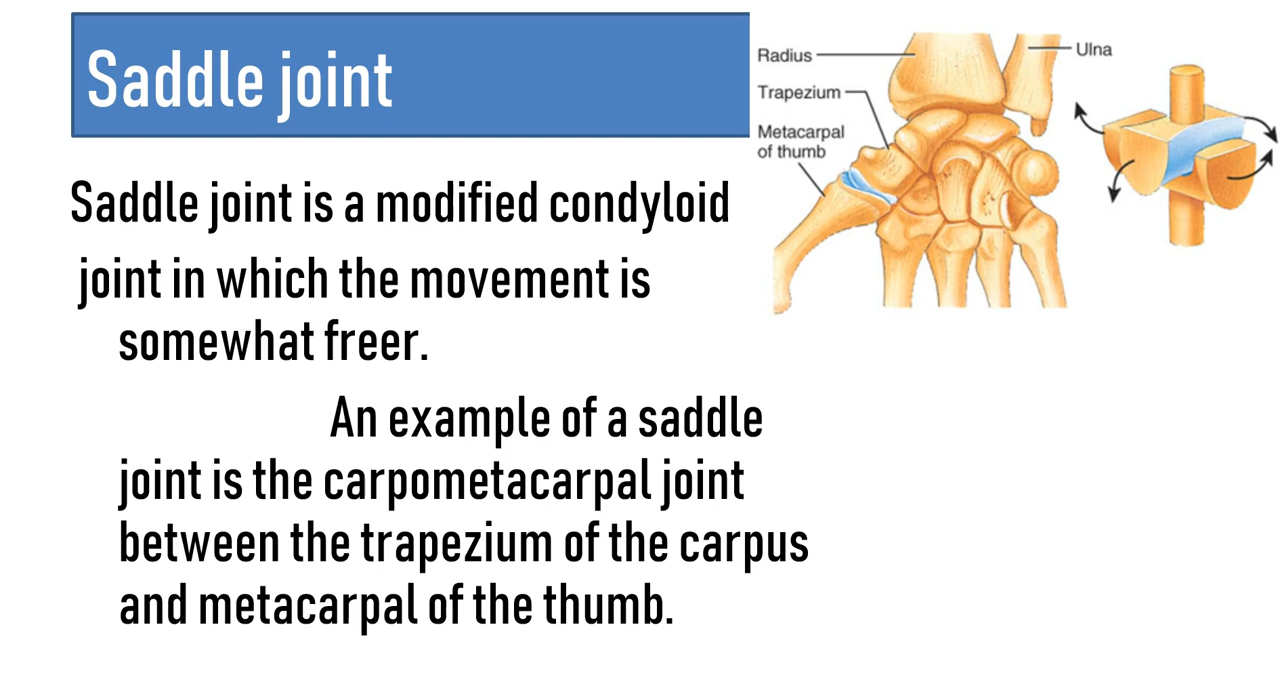 Saddle joint
Saddle joint is a modified condyloid
joint in which the movement is
somewhat freer.
An example of a saddle
joint is the carpometacarpal joint
between the trapezium of the carpus
and metacarpal of the thumb.
Radius
Ulna
Trapezium
Metacarpal
of thumb